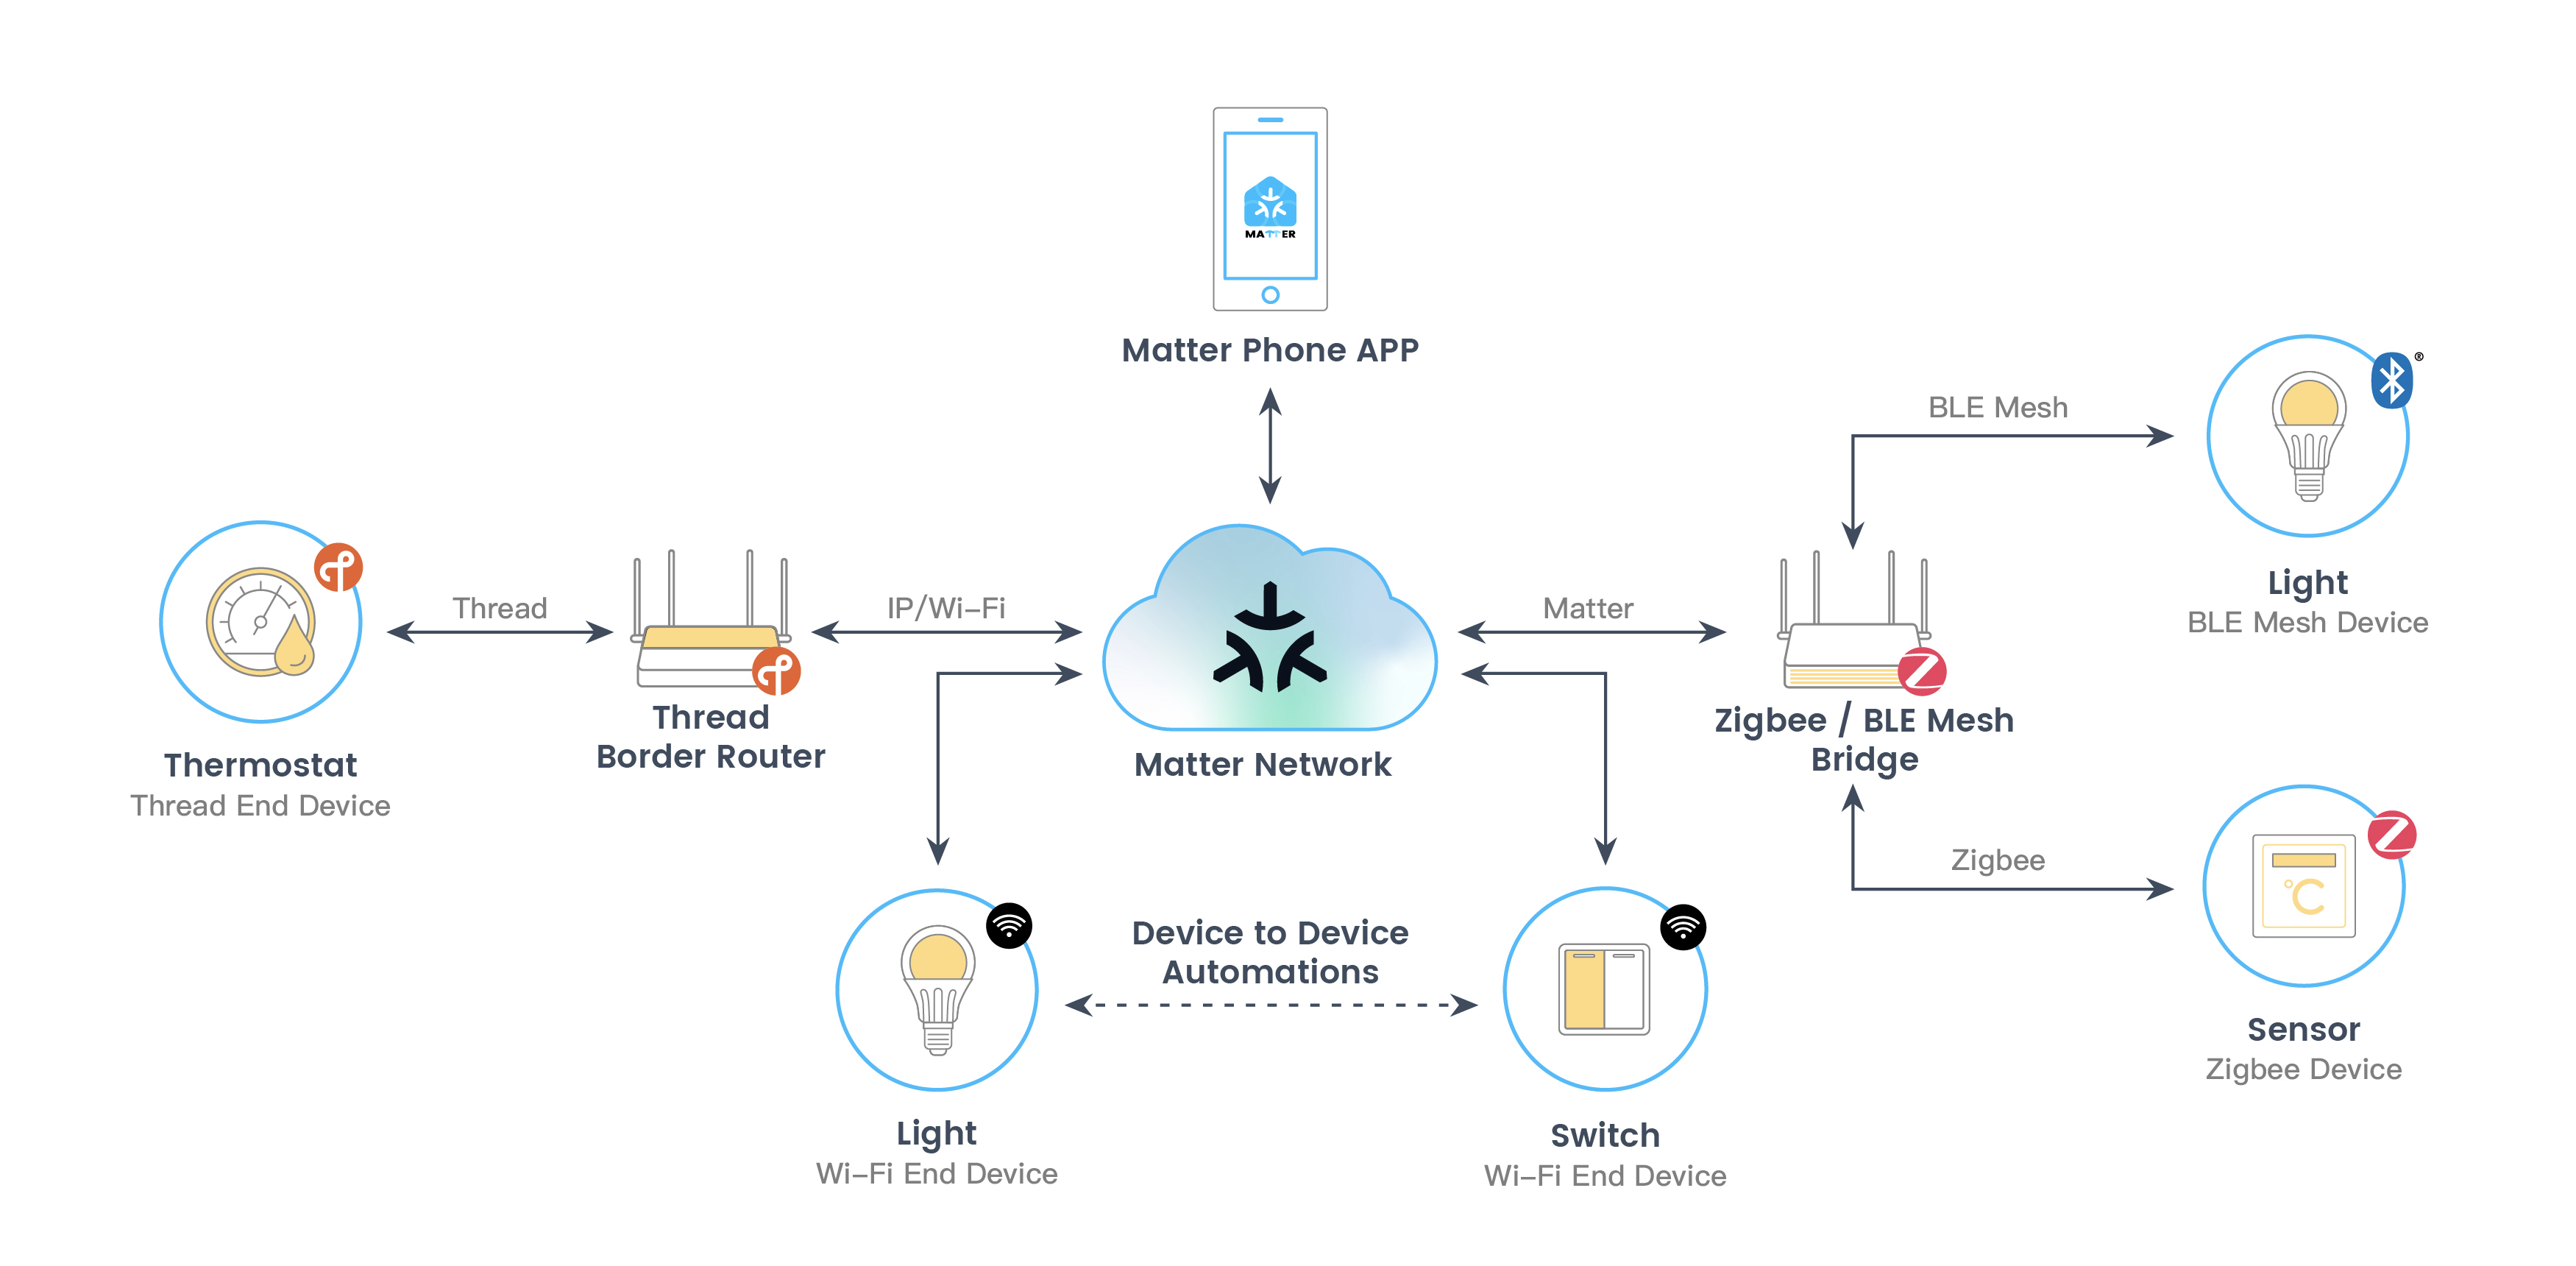 MATTER
Matter Phone APP
BLE Mesh
®
Light
BLE Mesh Device
Thread
IP/Wi-Fi
Matter
Thermostat
Thread End Device
Thread
Border Router
Matter Network
Zigbee / BLE Mesh
Bridge
Zigbee
°C
Sensor
Zigbee Device
Device to Device
Automations
Light
Wi-Fi End Device
Switch
Wi-Fi End Device